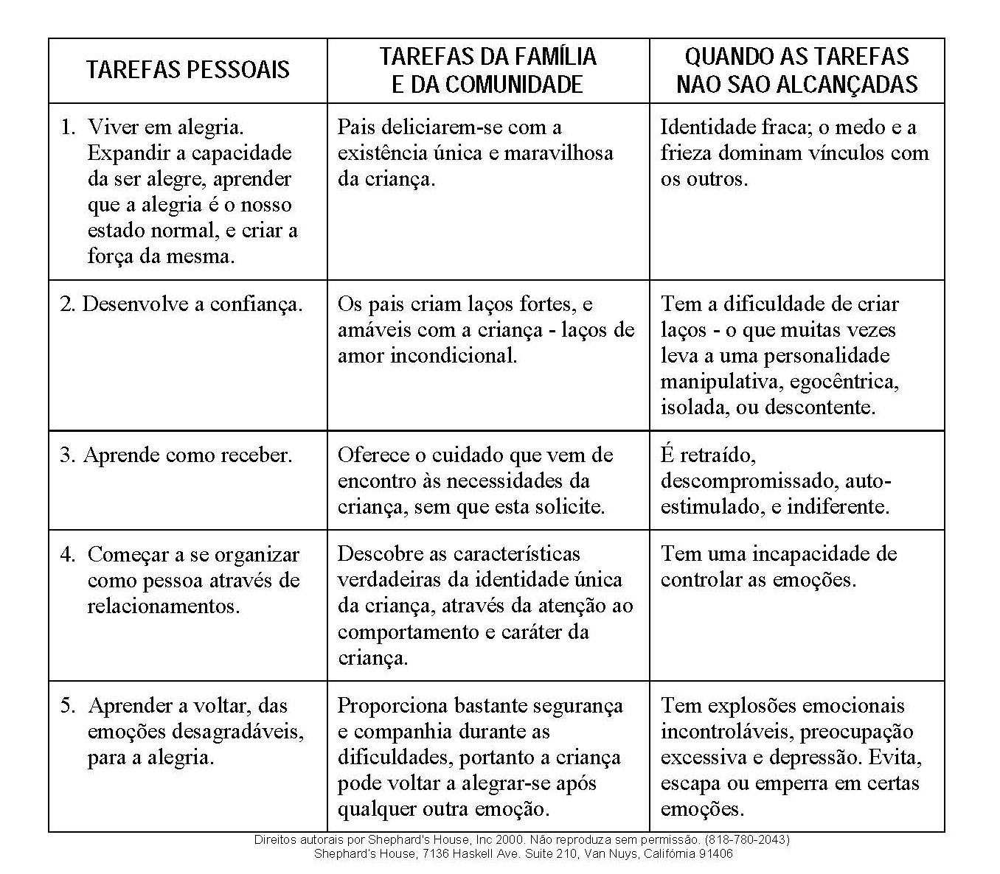 TAREFAS PESSOAIS
TAREFAS DA FAMÍLIA
E DA COMUNIDADE
QUANDO AS TAREFAS
NAO SAO ALCANÇADAS
1. Viver em alegria.
Expandir a capacidade
da ser alegre, aprender
que a alegria é o nosso
estado normal, e criar a
força da mesma.
Pais deliciarem-se com a
existência única e maravilhosa
da criança.
Identidade fraca; o medo e a
frieza dominam vínculos com
os outros.
2. Desenvolve a confiança.
Os pais criam laços fortes, e
amáveis com a criança - laços de
amor incondicional.
Tem a dificuldade de criar
laços - o que muitas vezes
leva a uma personalidade
manipulativa, egocêntrica,
isolada, ou descontente.
3. Aprende como receber.
Oferece o cuidado que vem de
encontro às necessidades da
criança, sem que esta solicite.
É retraído,
descompromissado, auto-
estimulado, e indiferente.
4. Começar a se organizar
como pessoa através de
relacionamentos.
Descobre as características
verdadeiras da identidade única
da criança, através da atenção ao
comportamento e caráter da
criança.
Tem uma incapacidade de
controlar as emoções.
5. Aprender a voltar, das
emoções desagradáveis,
para a alegria.
Proporciona bastante segurança
e companhia durante as
dificuldades, portanto a criança
pode voltar a alegrar-se após
qualquer outra emoção.
Tem explosões emocionais
incontroláveis, preocupação
excessiva e depressão. Evita,
escapa ou emperra em certas
emoções.
Direitos autorais por Shephard's House, Inc 2000. Não reproduza sem permissão. (818-780-2043)
Shephard's House, 7136 Haskell Ave. Suite 210, Van Nuys, Califórnia 91406